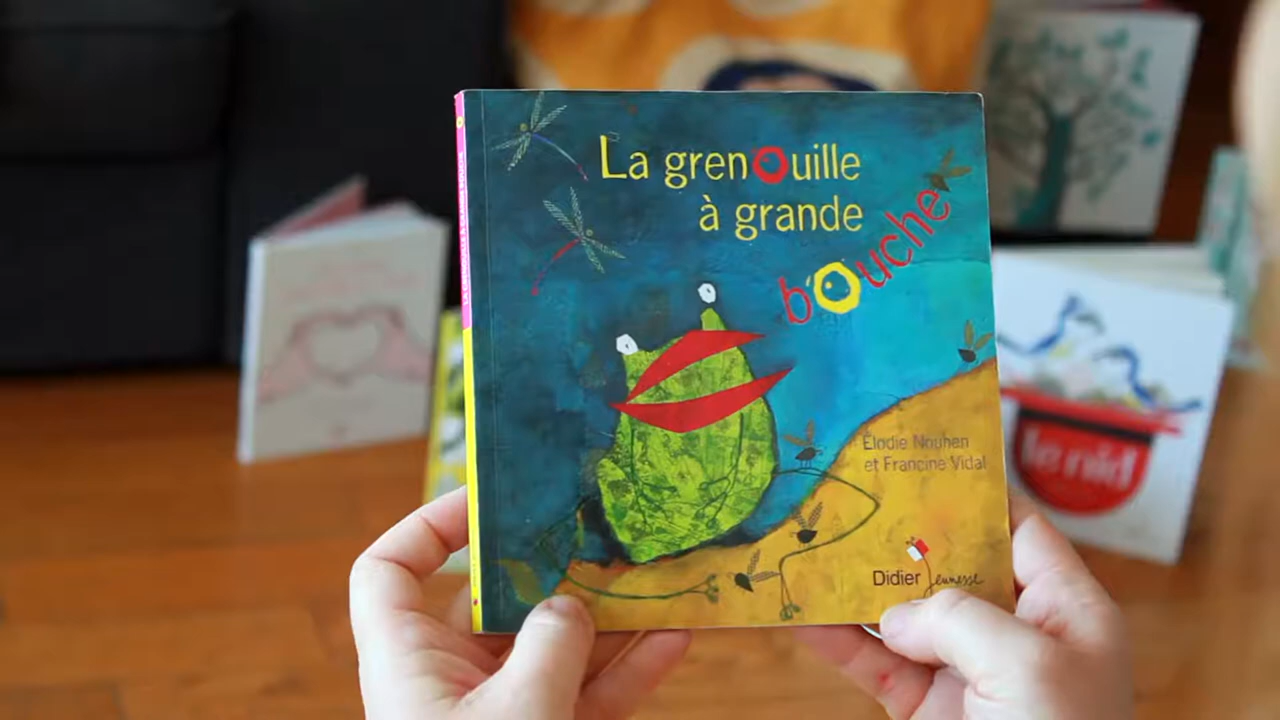 La grenouille
à grande
bouche
Élodie Nouhen
et Francine Vidal
Didier Jeunesse
le nid